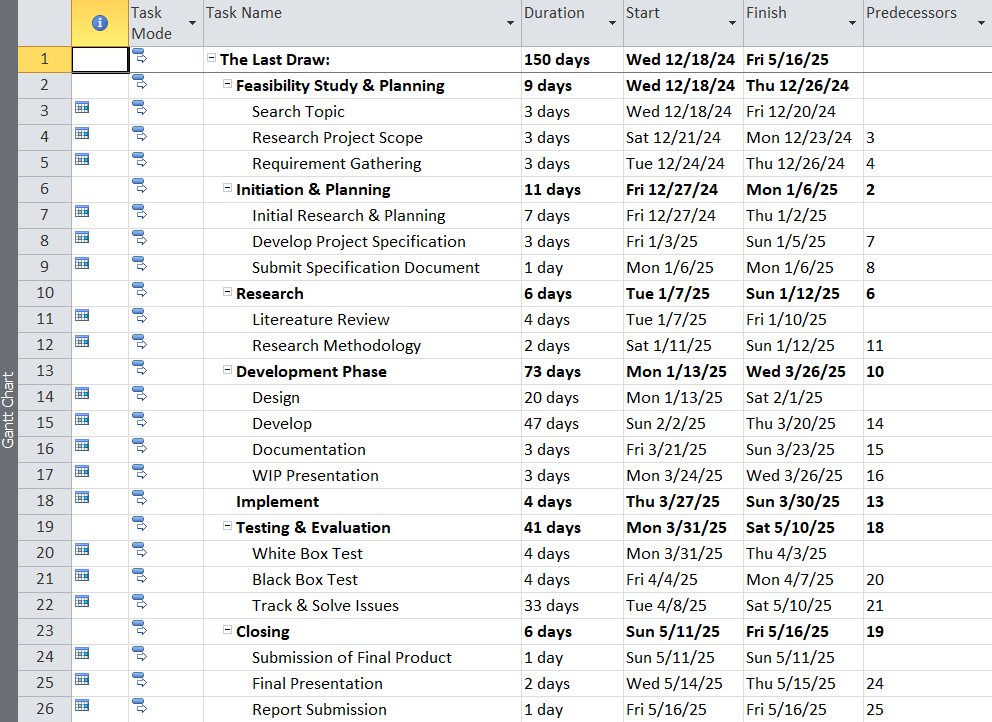 Task Mode Task Name Duration Start Finish Predecessors
1 The Last Draw: 150 days Wed 12/18/24 Fri 5/16/25
2 Feasibility Study & Planning 9 days Wed 12/18/24 Thu 12/26/24
3 Search Topic 3 days Wed 12/18/24 Fri 12/20/24
4 Research Project Scope 3 days Sat 12/21/24 Mon 12/23/24 3
5 Requirement Gathering 3 days Tue 12/24/24 Thu 12/26/24 4
6 Initiation & Planning 11 days Fri 12/27/24 Mon 1/6/25 2
7 Initial Research & Planning 7 days Fri 12/27/24 Thu 1/2/25
8 Develop Project Specification 3 days Fri 1/3/25 Sun 1/5/25 7
9 Submit Specification Document 1 day Mon 1/6/25 Mon 1/6/25 8
10 Research 6 days Tue 1/7/25 Sun 1/12/25 6
11 Litereature Review 4 days Tue 1/7/25 Fri 1/10/25
12 Research Methodology 2 days Sat 1/11/25 Sun 1/12/25 11
13 Development Phase 73 days Mon 1/13/25 Wed 3/26/25 10
14 Design 20 days Mon 1/13/25 Sat 2/1/25
15 Develop 47 days Sun 2/2/25 Thu 3/20/25 14
16 Documentation 3 days Fri 3/21/25 Sun 3/23/25 15
17 WIP Presentation 3 days Mon 3/24/25 Wed 3/26/25 16
18 Implement 4 days Thu 3/27/25 Sun 3/30/25 13
19 Testing & Evaluation 41 days Mon 3/31/25 Sat 5/10/25 18
20 White Box Test 4 days Mon 3/31/25 Thu 4/3/25
21 Black Box Test 4 days Fri 4/4/25 Mon 4/7/25 20
22 Track & Solve Issues 33 days Tue 4/8/25 Sat 5/10/25 21
23 Closing 6 days Sun 5/11/25 Fri 5/16/25 19
24 Submission of Final Product 1 day Sun 5/11/25 Sun 5/11/25
25 Final Presentation 2 days Wed 5/14/25 Thu 5/15/25 24
26 Report Submission 1 day Fri 5/16/25 Fri 5/16/25 25
Gantt Chart